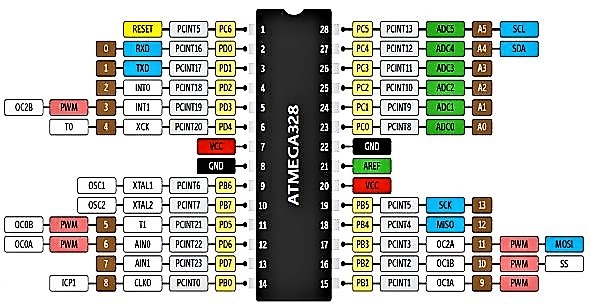 RESET PCINT5 PC6 1 28 PC5 PCINT13 ADC5 A5 SCL
0 RXD PCINT16 PD0 2 27 PC4 PCINT12 ADC4 A4 SDA
1 TXD PCINT17 PD1 3 26 PC3 PCINT11 ADC3 A3
2 INT0 PCINT18 PD2 4 25 PC2 PCINT10 ADC2 A2
OC2B PWM 3 INT1 PCINT19 PD3 5 24 PC1 PCINT9 ADC1 A1
T0 4 XCK PCINT20 PD4 6 23 PC0 PCINT8 ADC0 A0
VCC 7 22 GND
GND 8 21 AREF
OSC1 XTAL1 PCINT6 PB6 9 20 VCC
OSC2 XTAL2 PCINT7 PB7 10 19 PB5 PCINT5 SCK 13
OC0B PWM 5 T1 PCINT21 PD5 11 18 PB4 PCINT4 MISO 12
OC0A PWM 6 AIN0 PCINT22 PD6 12 17 PB3 PCINT3 OC2A 11 PWM MOSI
7 AIN1 PCINT23 PD7 13 16 PB2 PCINT2 OC1B 10 PWM SS
ICP1 8 CLKO PCINT0 PB0 14 15 PB1 PCINT1 OC1A 9 PWM
ATMEGA328